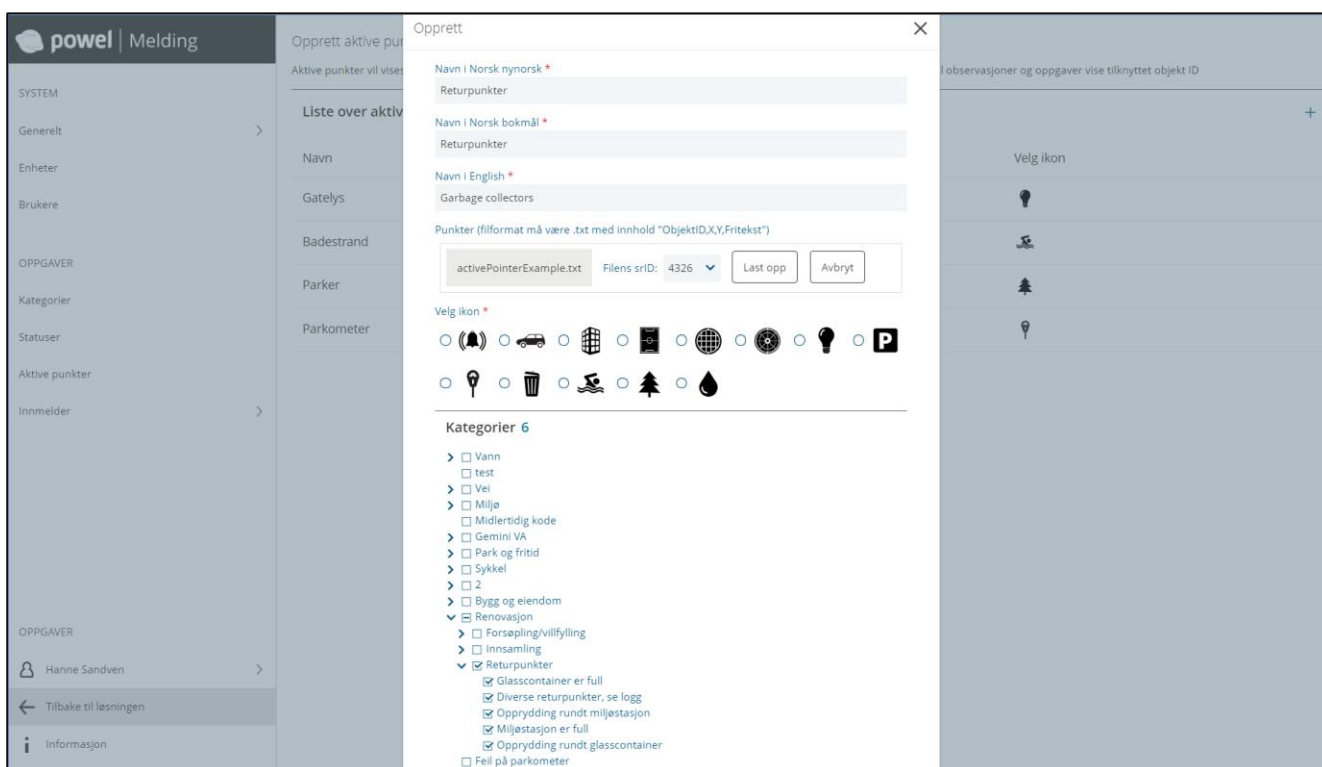 powel | Melding
SYSTEM
Generelt
Enheter
Brukere
OPPGAVER
Kategorier
Statuser
Aktive punkter
Innmelder
OPPGAVER
Hanne Sandven
Tilbake til løsningen
Informasjon
Opprett aktive pu
Aktive punkter vil vises
l observasjoner og oppgaver vise tilknyttet objekt ID
Liste over aktiv
+
Navn
Velg ikon
Gatelys
Badestrand
Parker
Parkometer
Opprett
Navn i Norsk nynorsk *
Returpunkter
Navn i Norsk bokmål *
Returpunkter
Navn i English *
Garbage collectors
Punkter (filformat må være .txt med innhold "ObjektID,X,Y,Fritekst")
activePointerExample.txt Filens srID: 4326 Last opp Avbryt
Velg ikon *
P
Kategorier 6
Vann
test
Vei
Miljø
Midlertidig kode
Gemini VA
Park og fritid
Sykkel
2
Bygg og eiendom
Renovasjon
Forsøpling/villfylling
Innsamling
Returpunkter
Glasscontainer er full
Diverse returpunkter, se logg
Opprydding rundt miljøstasjon
Miljøstasjon er full
Opprydding rundt glasscontainer
Feil på parkometer